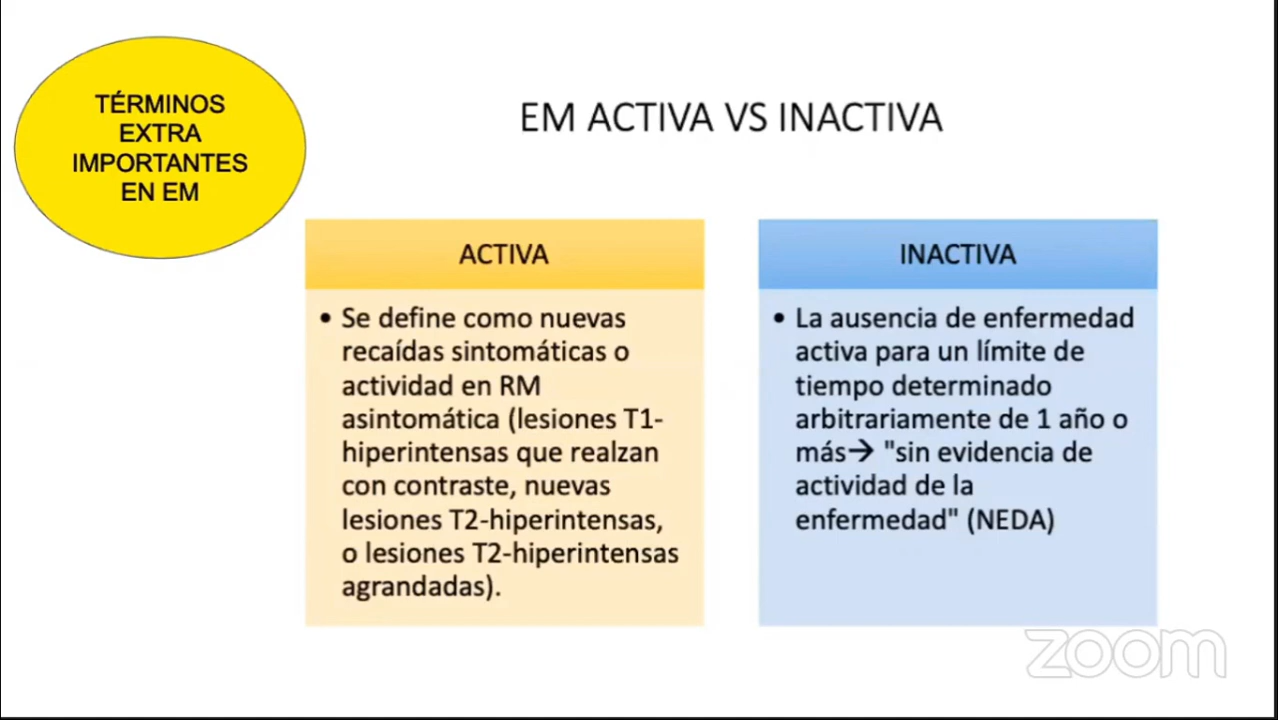 TÉRMINOS
EXTRA
IMPORTANTES
EN EM
EM ACTIVA VS INACTIVA
ACTIVA
• Se define como nuevas
recaídas sintomáticas o
actividad en RM
asintomática (lesiones T1-
hiperintensas que realzan
con contraste, nuevas
lesiones T2-hiperintensas,
o lesiones T2-hiperintensas
agrandadas).
INACTIVA
• La ausencia de enfermedad
activa para un límite de
tiempo determinado
arbitrariamente de 1 año o
más→ "sin evidencia de
actividad de la
enfermedad" (NEDA)
zoom